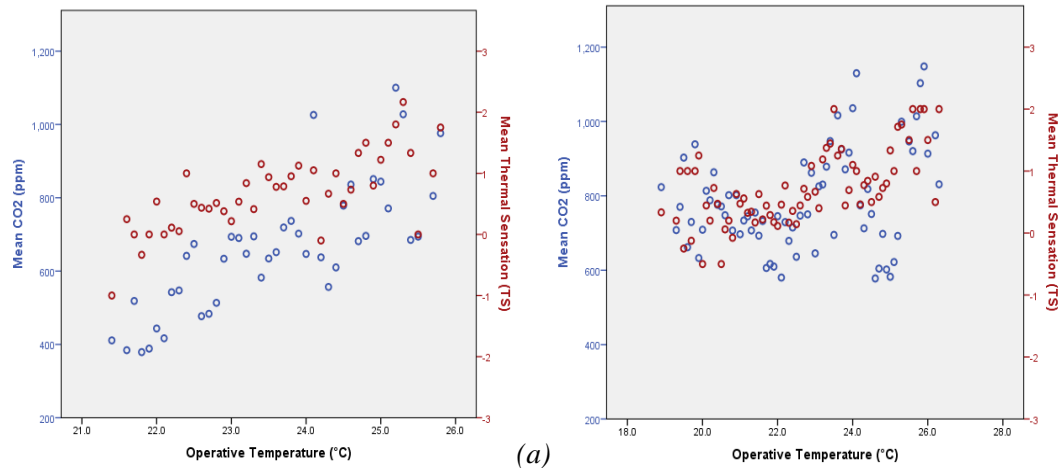 1,200
1,000
800
600
400
200
Mean CO2 (ppm)
3
2
1
0
-1
-2
-3
Mean Thermal Sensation (TS)
21.0 22.0 23.0 24.0 25.0 26.0
Operative Temperature (°C)
(a)
1,200
1,000
800
600
400
200
Mean CO2 (ppm)
3
2
1
0
-1
-2
-3
Mean Thermal Sensation (TS)
18.0 20.0 22.0 24.0 26.0 28.0
Operative Temperature (°C)